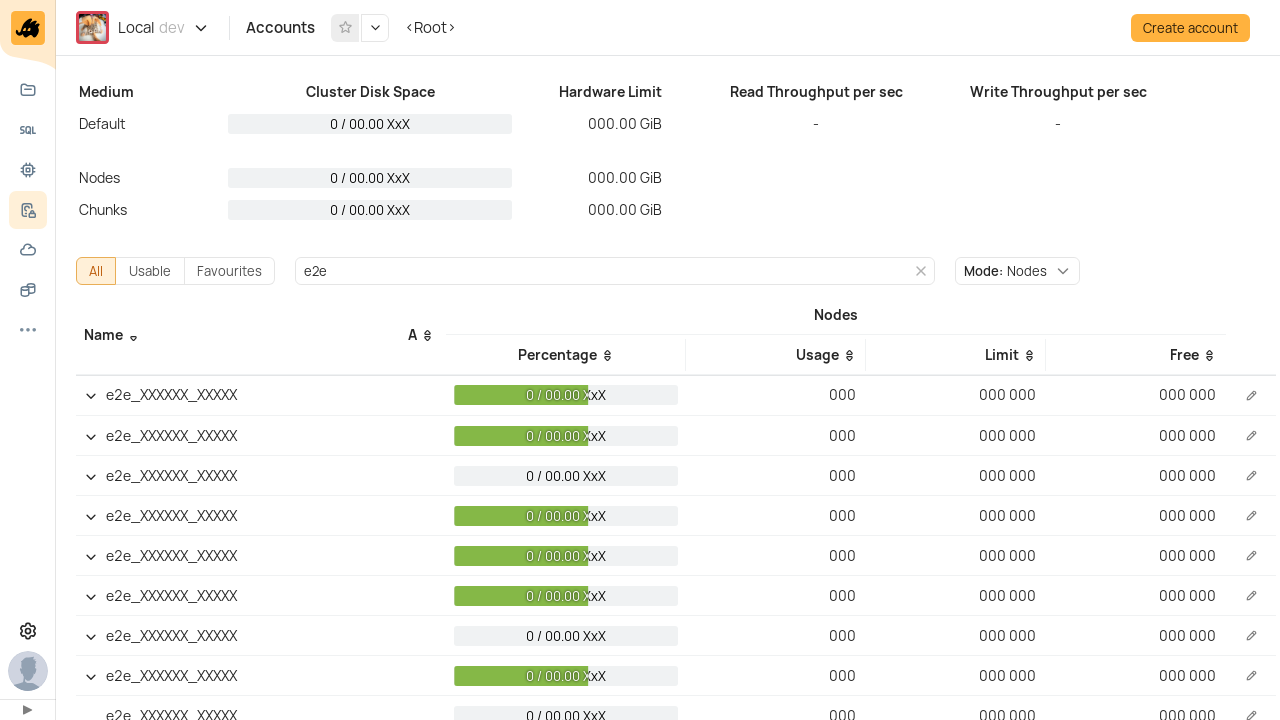 Local dev
Accounts
<Root>
Create account
SQL
Medium Cluster Disk Space Hardware Limit Read Throughput per sec Write Throughput per sec
Default 0 / 00.00 XxX 000.00 GiB - -
Nodes 0 / 00.00 XxX 000.00 GiB
Chunks 0 / 00.00 XxX 000.00 GiB
All Usable Favourites e2e Mode: Nodes
Nodes
Name A
Percentage Usage Limit Free
e2e_XXXXXX_XXXXX 0 / 00.00 XxX 000 000 000 000 000
e2e_XXXXXX_XXXXX 0 / 00.00 XxX 000 000 000 000 000
e2e_XXXXXX_XXXXX 0 / 00.00 XxX 000 000 000 000 000
e2e_XXXXXX_XXXXX 0 / 00.00 XxX 000 000 000 000 000
e2e_XXXXXX_XXXXX 0 / 00.00 XxX 000 000 000 000 000
e2e_XXXXXX_XXXXX 0 / 00.00 XxX 000 000 000 000 000
e2e_XXXXXX_XXXXX 0 / 00.00 XxX 000 000 000 000 000
e2e_XXXXXX_XXXXX 0 / 00.00 XxX 000 000 000 000 000
e2e_XXXXXX_XXXXX 0 / 00.00 XxX 000 000 000 000 000